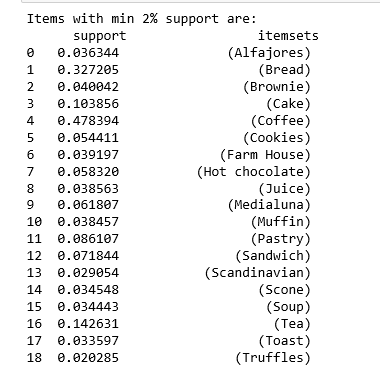 Items with min 2% support are:
support itemsets
0 0.036344 (Alfajores)
1 0.327205 (Bread)
2 0.040042 (Brownie)
3 0.103856 (Cake)
4 0.478394 (Coffee)
5 0.054411 (Cookies)
6 0.039197 (Farm House)
7 0.058320 (Hot chocolate)
8 0.038563 (Juice)
9 0.061807 (Medialuna)
10 0.038457 (Muffin)
11 0.086107 (Pastry)
12 0.071844 (Sandwich)
13 0.029054 (Scandinavian)
14 0.034548 (Scone)
15 0.034443 (Soup)
16 0.142631 (Tea)
17 0.033597 (Toast)
18 0.020285 (Truffles)